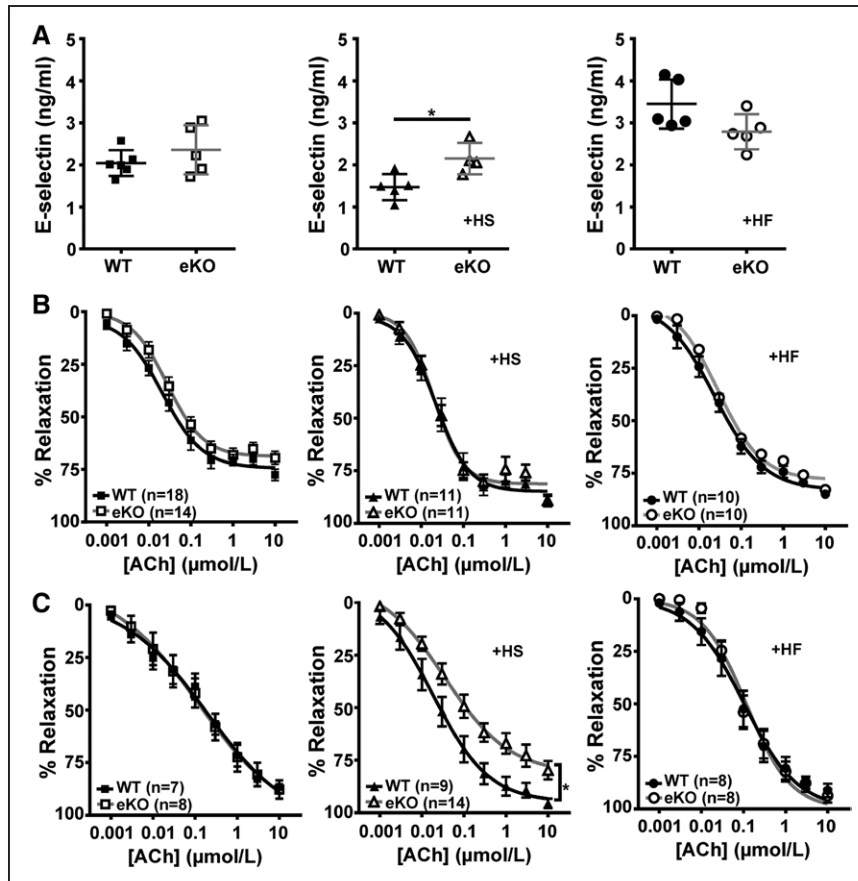 A
E-selectin (ng/ml)
5
4
3
2
1
0
WT
eKO
E-selectin (ng/ml)
5
4
3
2
1
0
*
+HS
WT
eKO
E-selectin (ng/ml)
5
4
3
2
1
0
+HF
WT
eKO
B
% Relaxation
0
25
50
75
100
WT (n=18)
eKO (n=14)
0.001 0.01 0.1 1 10
[ACh] (µmol/L)
% Relaxation
0
25
50
75
100
+HS
WT (n=11)
eKO (n=11)
0.001 0.01 0.1 1 10
[ACh] (µmol/L)
% Relaxation
0
25
50
75
100
+HF
WT (n=10)
eKO (n=10)
0.001 0.01 0.1 1 10
[ACh] (µmol/L)
C
% Relaxation
0
25
50
75
100
WT (n=7)
eKO (n=8)
0.001 0.01 0.1 1 10
[ACh] (µmol/L)
% Relaxation
0
25
50
75
100
+HS
*
WT (n=9)
eKO (n=14)
0.001 0.01 0.1 1 10
[ACh] (µmol/L)
% Relaxation
0
25
50
75
100
+HF
WT (n=8)
eKO (n=8)
0.001 0.01 0.1 1 10
[ACh] (µmol/L)